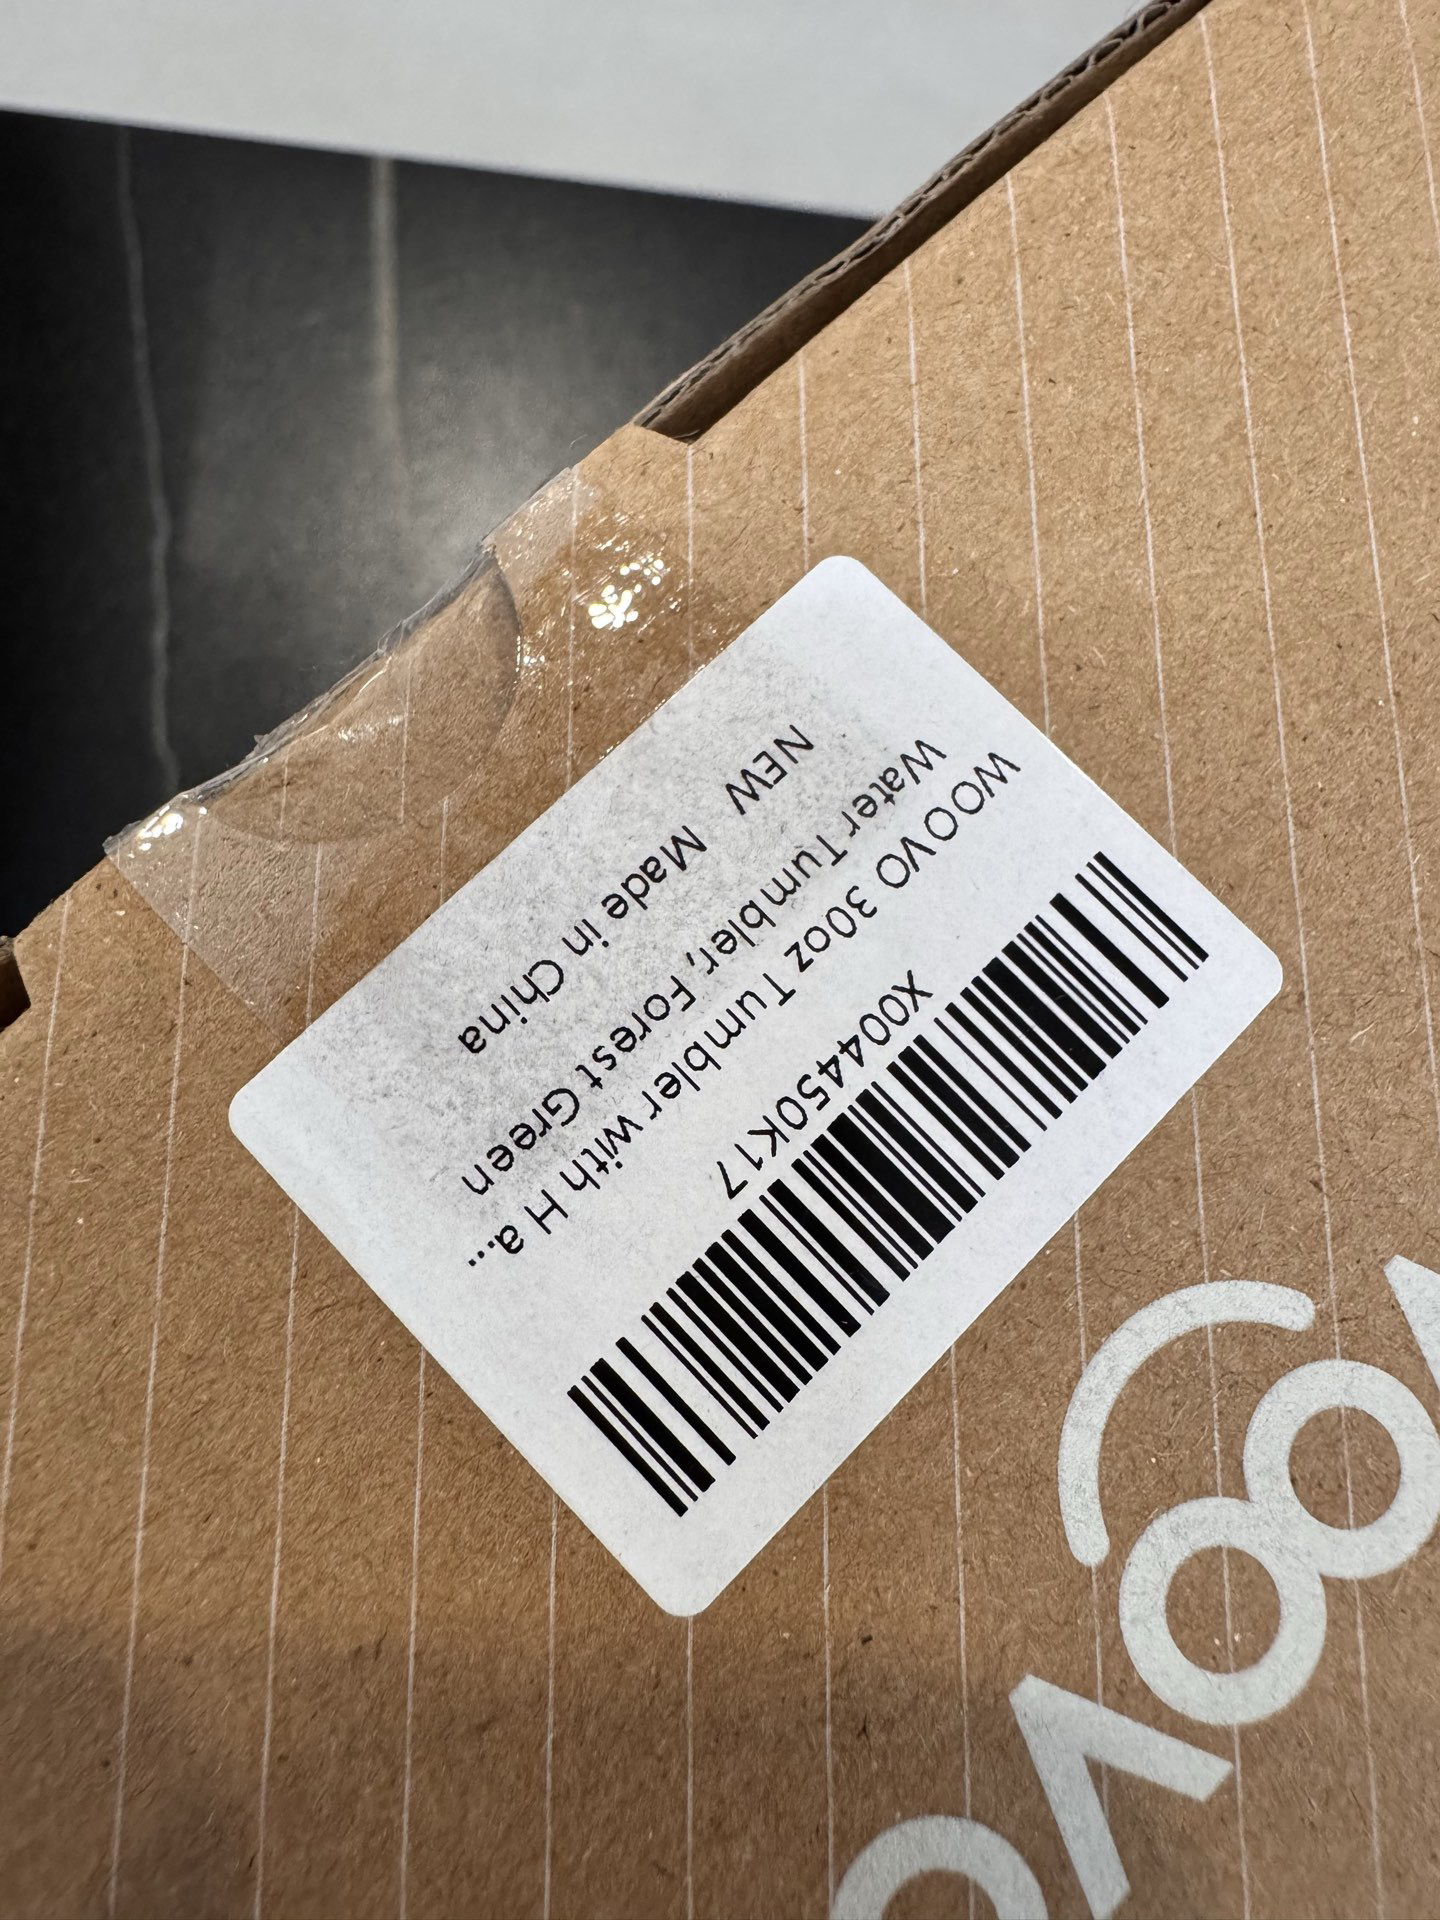 X004450K17
WOOVO 30oz Tumbler with H a...
Water Tumbler, Forest Green
NEW
Made in China